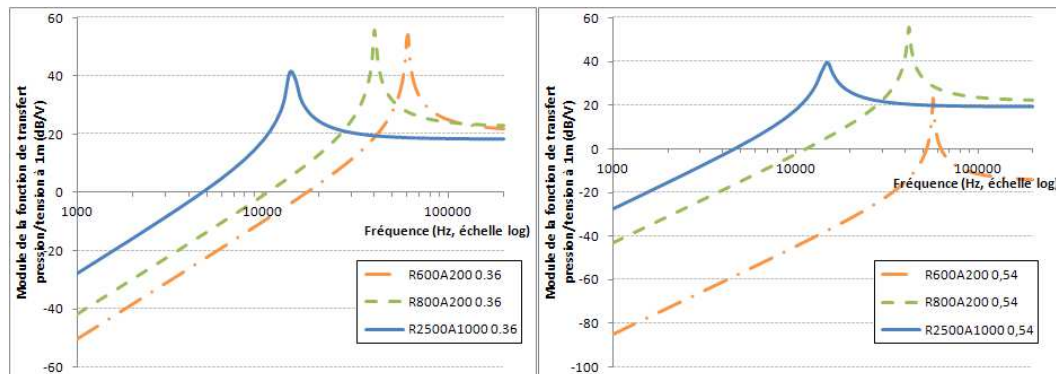 Module de la fonction de transfert
pression/tension à 1m (dB/V)
60
40
20
0
-20
-40
-60
1000
10000
100000
Fréquence (Hz, échelle log)
R600A200 0.36
R800A200 0.36
R2500A1000 0.36
Module de la fonction de transfert
pression/tension à 1m (dB/V)
60
40
20
0
-20
-40
-60
-80
-100
1000
10000
100000
Fréquence (Hz, échelle log)
R600A200 0,54
R800A200 0,54
R2500A1000 0,54